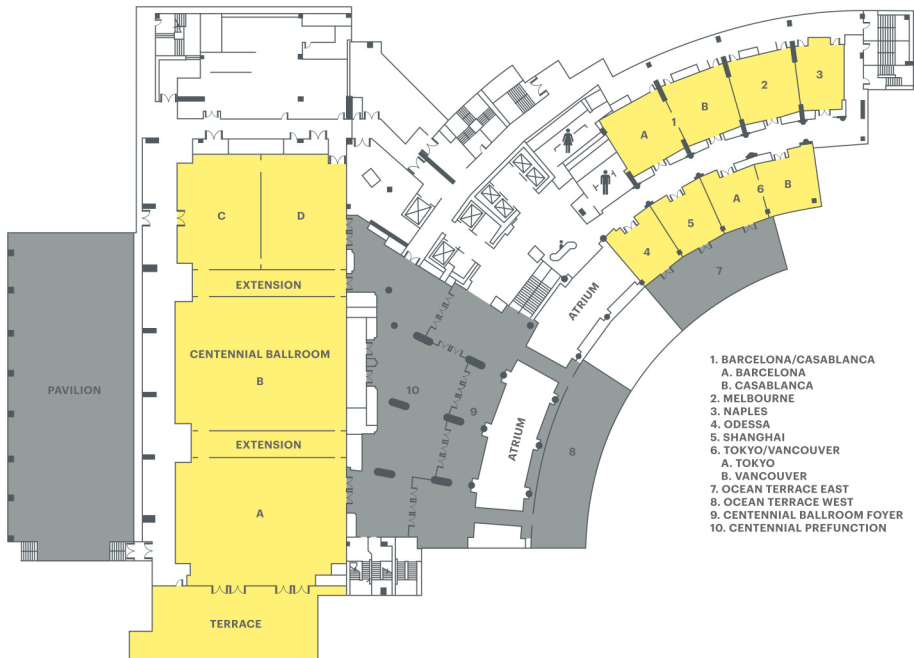 A
1
B
2
3
C
D
4
5
A
6
B
7
EXTENSION
ATRIUM
CENTENNIAL BALLROOM
B
PAVILION
10
9
8
EXTENSION
ATRIUM
A
TERRACE
1. BARCELONA/CASABLANCA
A. BARCELONA
B. CASABLANCA
2. MELBOURNE
3. NAPLES
4. ODESSA
5. SHANGHAI
6. TOKYO/VANCOUVER
A. TOKYO
B. VANCOUVER
7. OCEAN TERRACE EAST
8. OCEAN TERRACE WEST
9. CENTENNIAL BALLROOM FOYER
10. CENTENNIAL PREFUNCTION